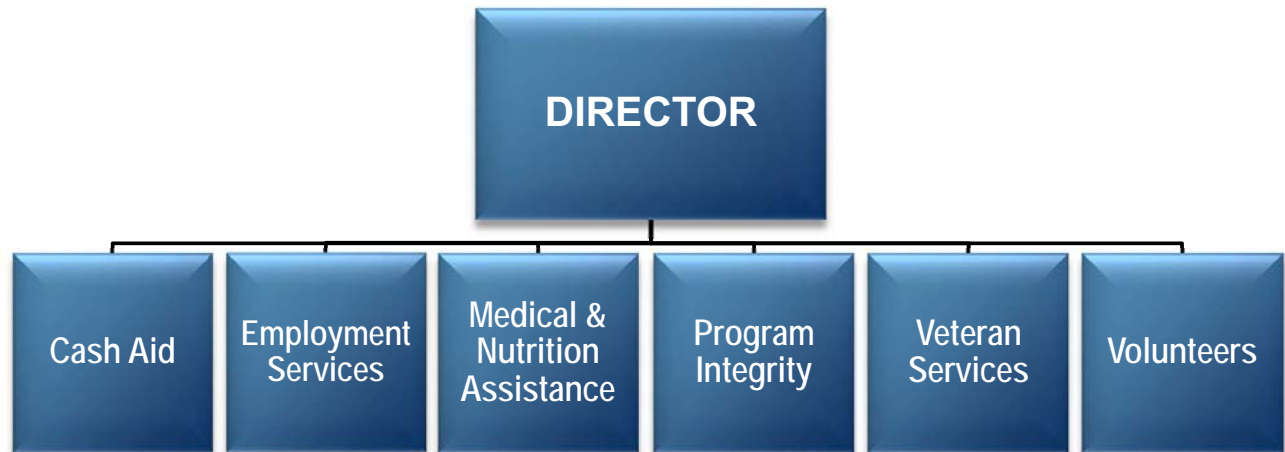 DIRECTOR
Cash Aid
Employment
Services
Medical &
Nutrition
Assistance
Program
Integrity
Veteran
Services
Volunteers